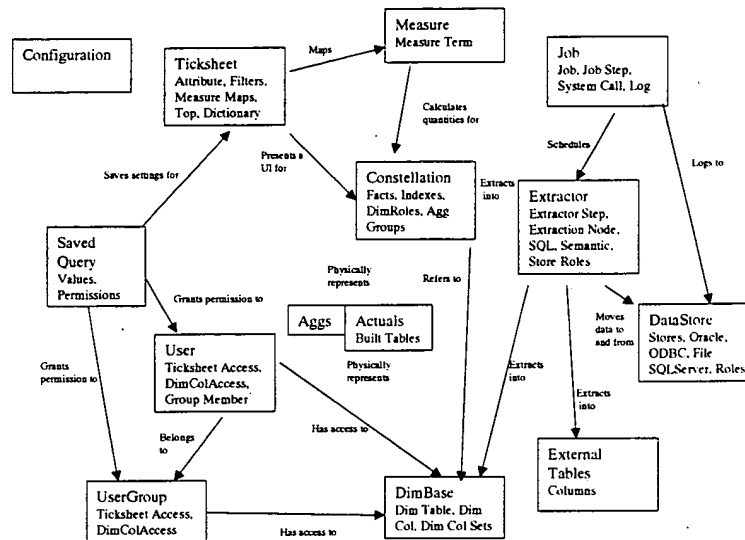 Configuration
Ticksheet
Attribute, Filters,
Measure Maps,
Top, Dictionary
Maps
Measure
Measure Term
Job
Job, Job Step,
System Call, Log
Calculates
quantities for
Saves settings for
Presents a
UI for
Schedules
Logs to
Constellation
Facts, Indexes,
DimRoles, Agg
Groups
Extracts
into
Extractor
Extractor Step,
Extraction Node,
SQL, Semantic,
Store Roles
Saved
Query
Values,
Permissions
Grants permission to
Physically
represents
Refers to
Aggs
Actuals
Built Tables
Physically
represents
Moves
data to
and from
DataStore
Stores, Oracle,
ODBC, File
SQLServer, Roles
User
Ticksheet Access,
DimColAccess,
Group Member
Grants
permission to
Extracts
into
Extracts
into
Belongs
to
Has access to
UserGroup
Ticksheet Access,
DimColAccess
Has access to
DimBase
Dim Table, Dim
Col, Dim Col Sets
External
Tables
Columns